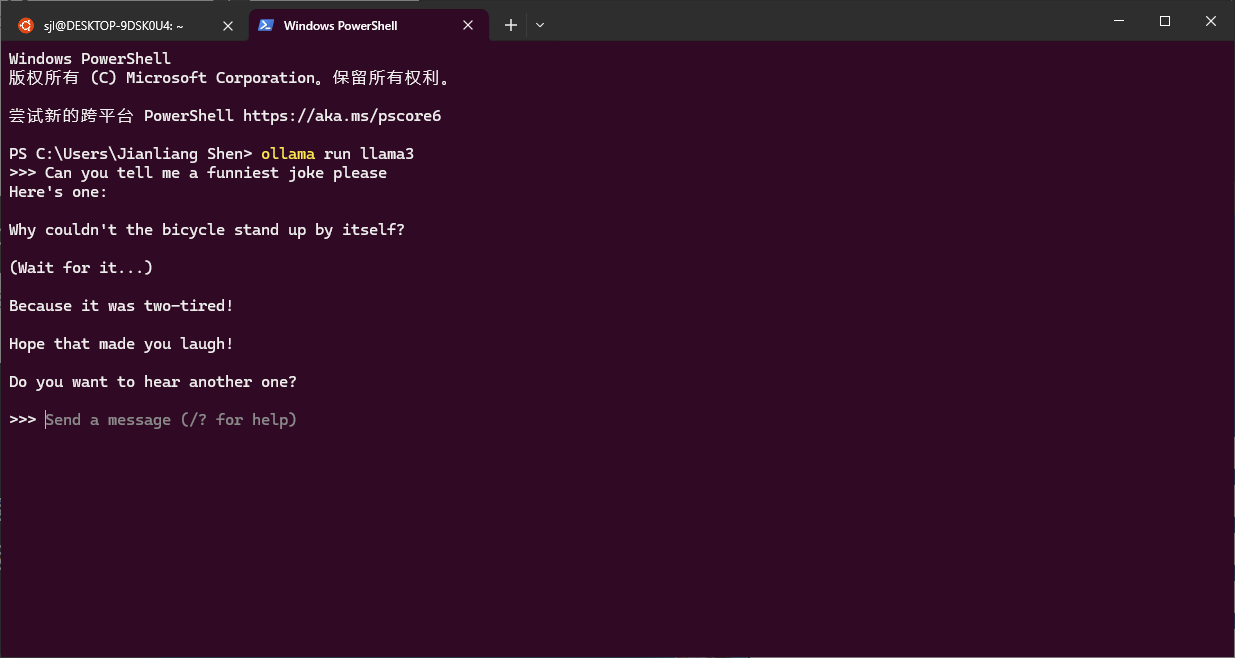 sjl@DESKTOP-9DSK0U4: ~
Windows PowerShell
Windows PowerShell
版权所有 (C) Microsoft Corporation。保留所有权利。
尝试新的跨平台 PowerShell https://aka.ms/pscore6
PS C:\Users\Jianliang Shen> ollama run llama3
>>> Can you tell me a funniest joke please
Here's one:
Why couldn't the bicycle stand up by itself?
(Wait for it...)
Because it was two-tired!
Hope that made you laugh!
Do you want to hear another one?
>>> Send a message (/? for help)